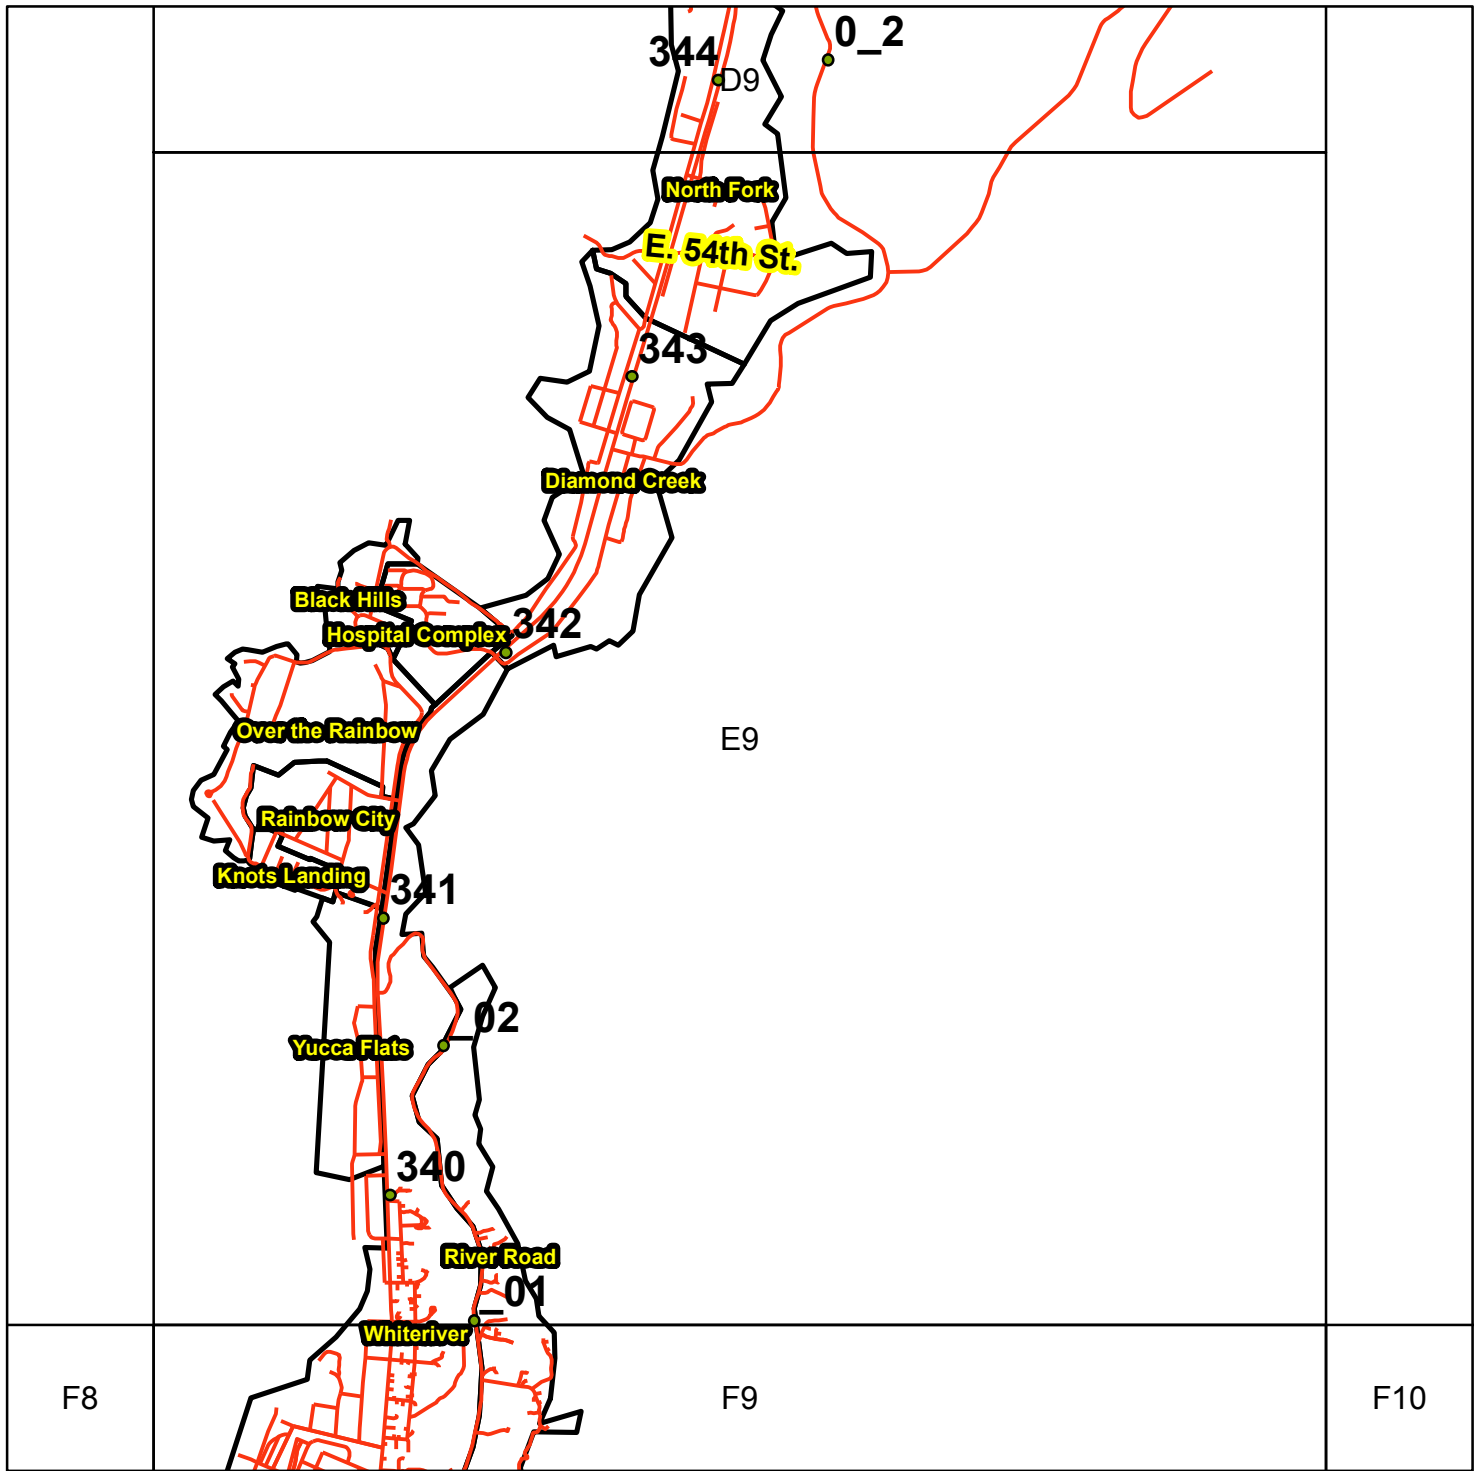 0_2
344
D9
North Fork
E. 54th St.
343
Diamond Creek
Black Hills
342
Hospital Complex
Over the Rainbow
E9
Rainbow City
Knots Landing
341
_02
Yucca Flats
340
River Road
_01
Whiteriver
F8
F9
F10